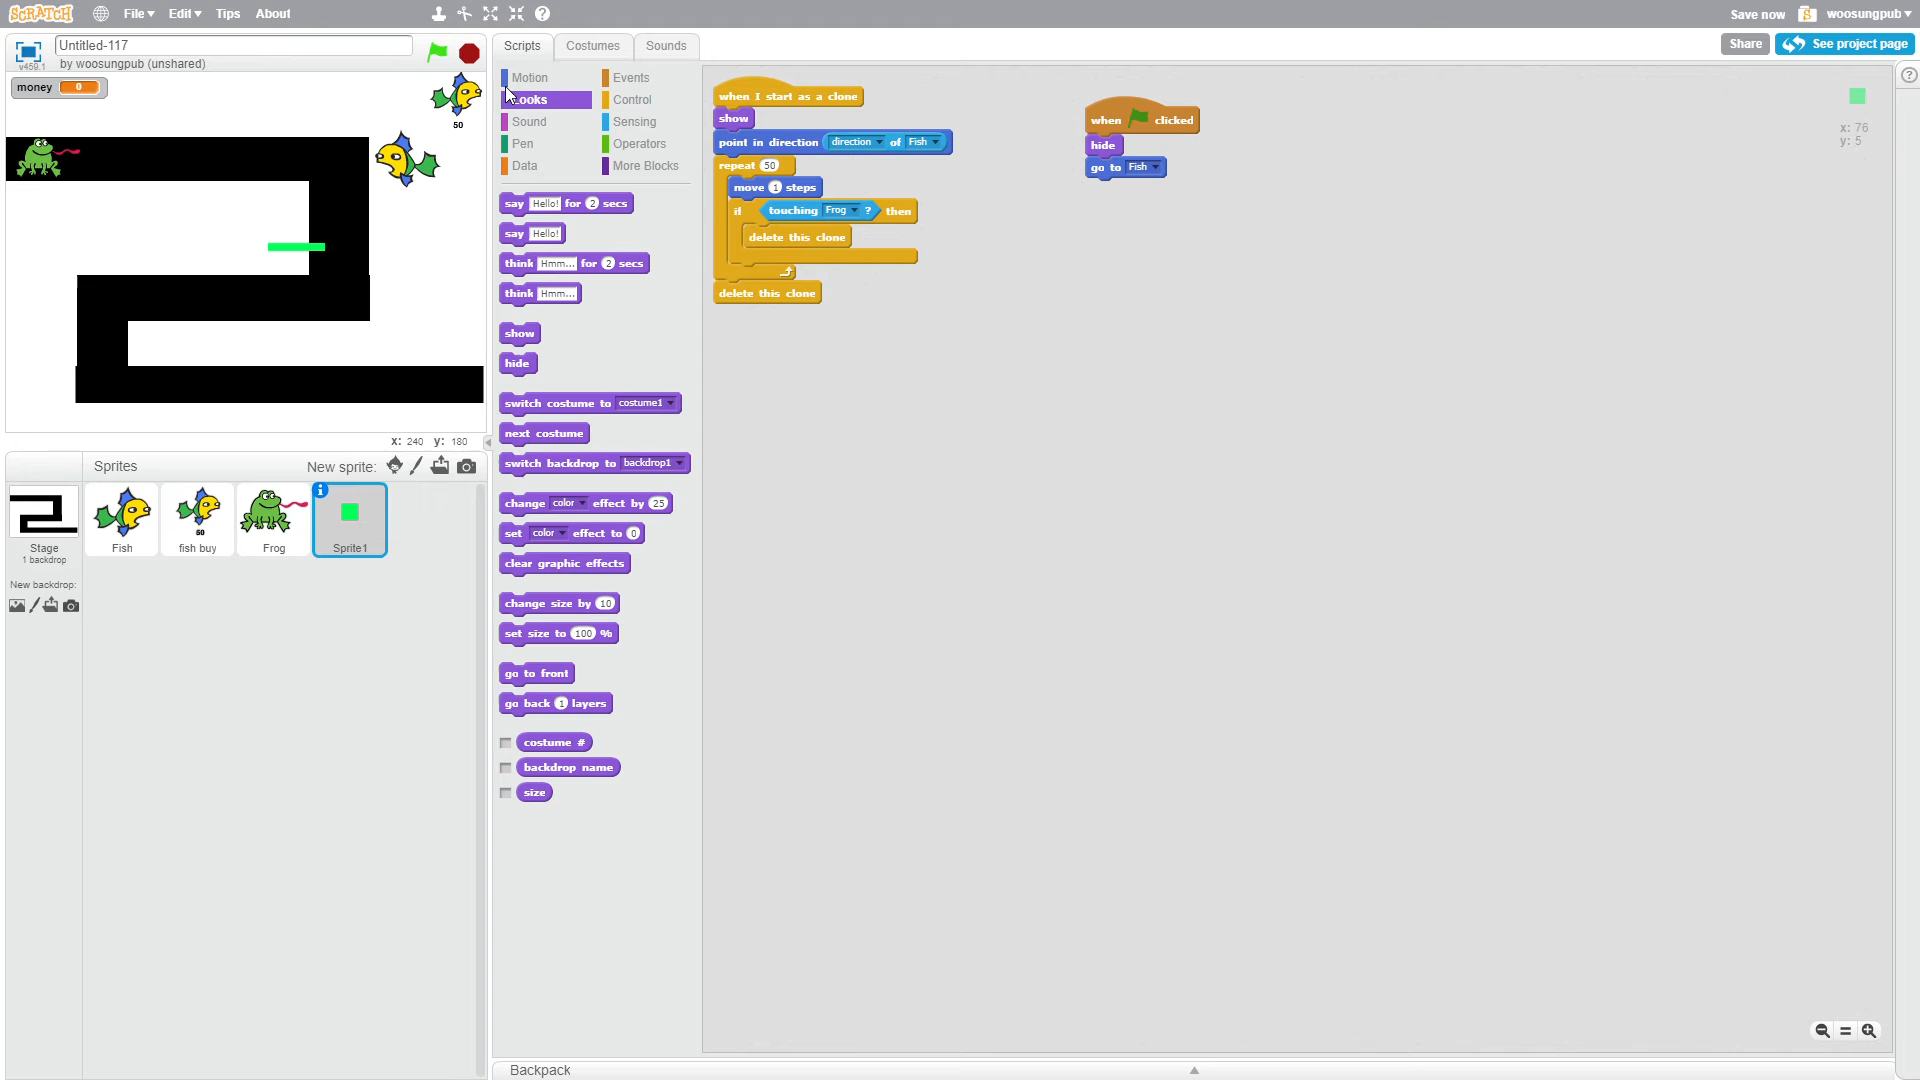 SCRATCH File▾ Edit▾ Tips About Save now woosungpub▾
Untitled-117
by woosungpub (unshared)
v459.1
Scripts Costumes Sounds
Share See project page
money 0
50
x: 240 y: 180
Motion
Looks
Sound
Pen
Data
Events
Control
Sensing
Operators
More Blocks
say Hello! for 2 secs
say Hello!
think Hmm... for 2 secs
think Hmm...
show
hide
switch costume to costume1
next costume
switch backdrop to backdrop1
change color effect by 25
set color effect to 0
clear graphic effects
change size by 10
set size to 100 %
go to front
go back 1 layers
costume #
backdrop name
size
when I start as a clone
show
point in direction direction of Fish
repeat 50
move 1 steps
if touching Frog ? then
delete this clone
delete this clone
when clicked
hide
go to Fish
x: 76
y: 5
Sprites New sprite:
Stage
1 backdrop
New backdrop:
Fish
50
fish buy
Frog
Sprite1
Backpack